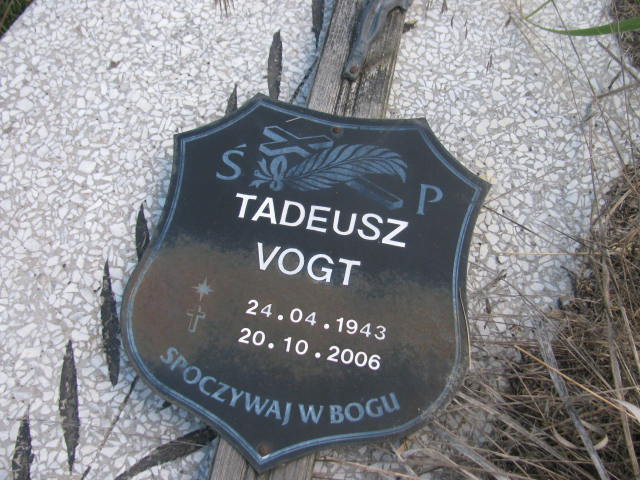 Ś P
TADEUSZ
VOGT
24.04.1943
20.10.2006
SPOCZYWAJ W BOGU